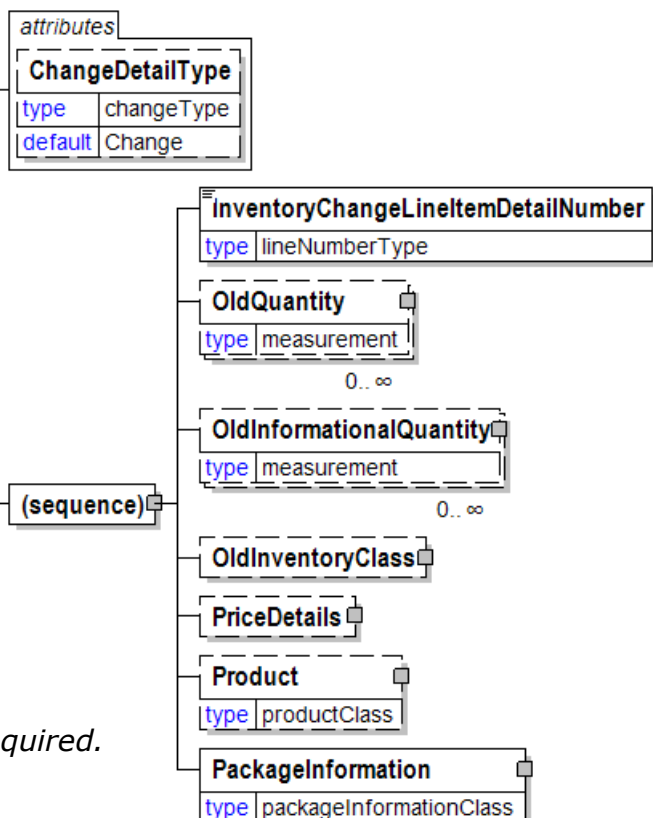 attributes
ChangeDetailType
type changeType
default Change
InventoryChangeLineItemDetailNumber
type lineNumberType
OldQuantity
type measurement
0.. ∞
OldInformationalQuantity
type measurement
0.. ∞
(sequence)
OldInventoryClass
PriceDetails
Product
type productClass
quired.
PackageInformation
type packageInformationClass